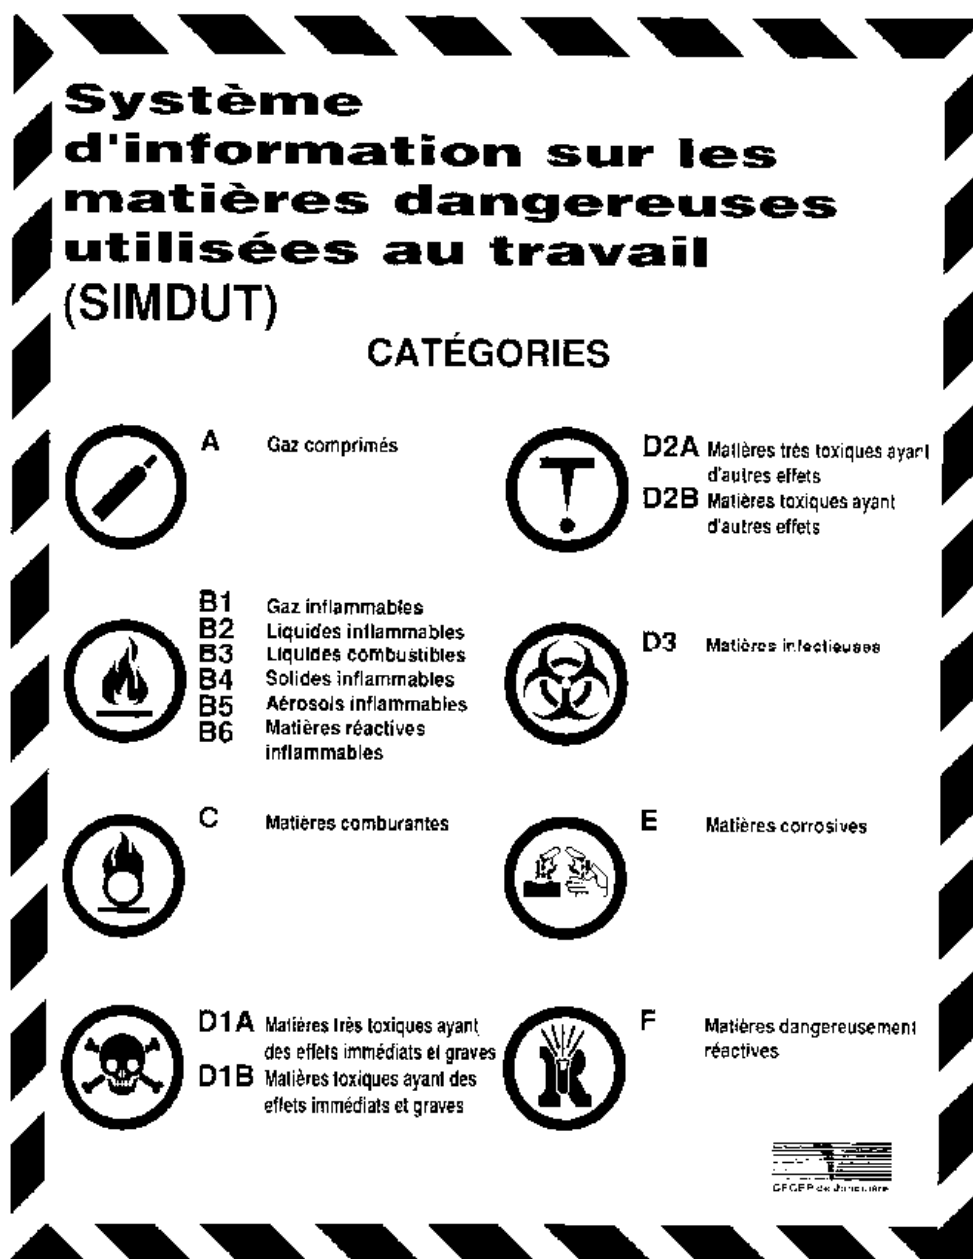 Système
d'information sur les
matières dangereuses
utilisées au travail
(SIMDUT)
CATÉGORIES
A Gaz comprimés
B1 Gaz inflammables
B2 Liquides inflammables
B3 Liquides combustibles
B4 Solides inflammables
B5 Aérosols inflammables
B6 Matières réactives
inflammables
C Matières comburantes
D1A Matières très toxiques ayant
des effets immédiats et graves
D1B Matières toxiques ayant des
effets immédiats et graves
D2A Matières très toxiques ayant
d'autres effets
D2B Matières toxiques ayant
d'autres effets
D3 Matières infectieuses
E Matières corrosives
F Matières dangereusement
réactives
R
CEGEP de Jonquière